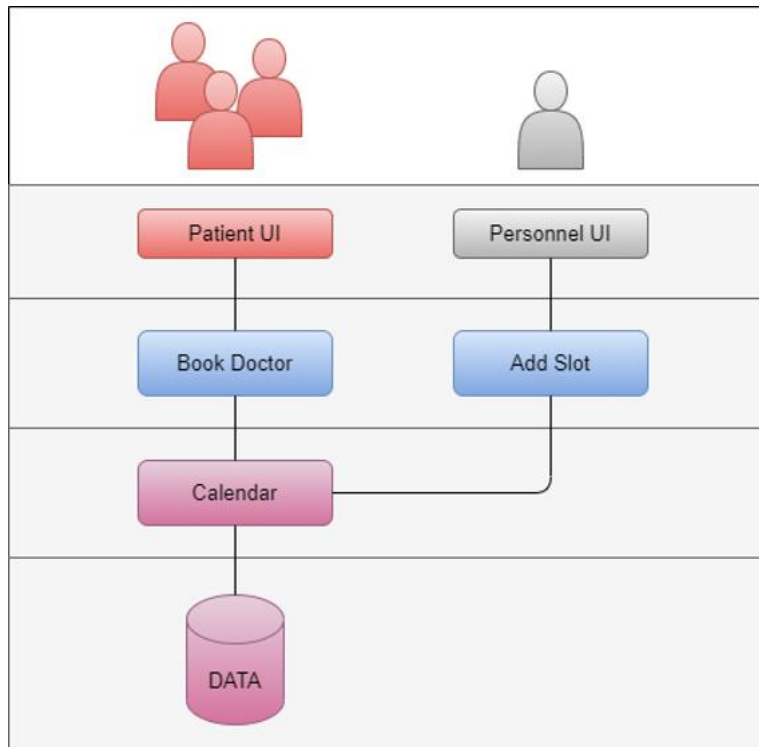 Patient UI
Personnel UI
Book Doctor
Add Slot
Calendar
DATA